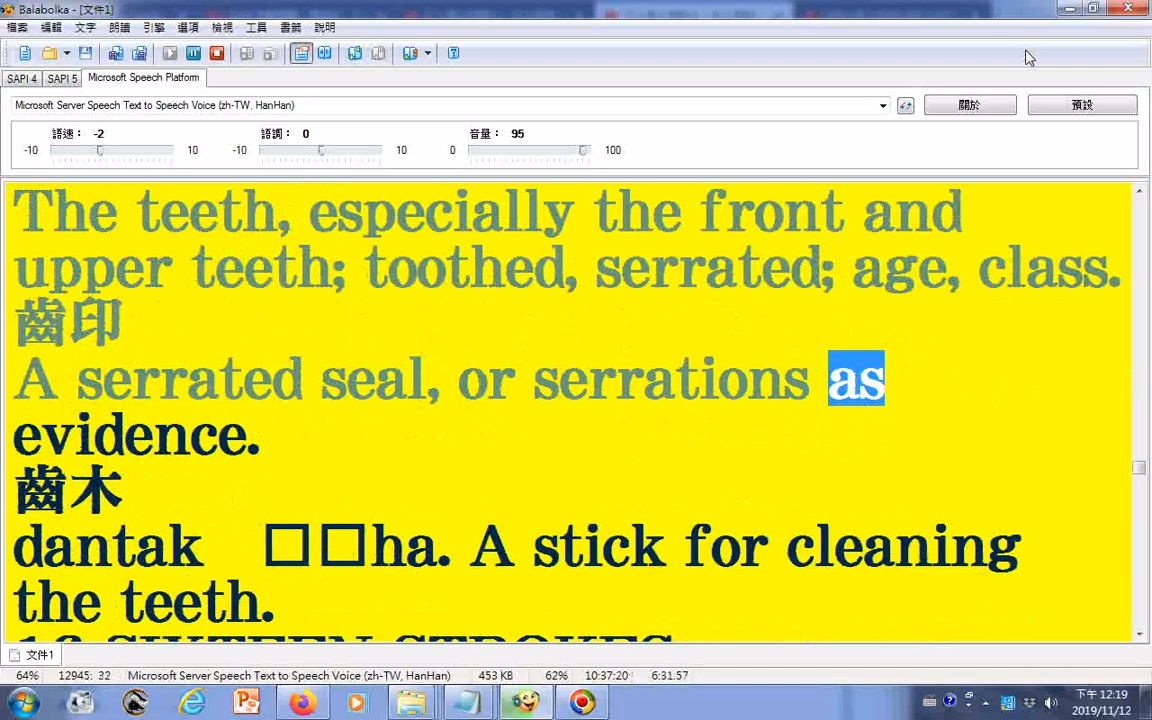 Balabolka - [文件1]
檔案 編輯 文字 朗讀 引擎 選項 檢視 工具 書籤 說明
SAPI 4 SAPI 5 Microsoft Speech Platform
Microsoft Server Speech Text to Speech Voice (zh-TW, HanHan) 關於 預設
語速: -2 語調: 0 音量: 95
-10 10 -10 10 0 100
The teeth, especially the front and
upper teeth; toothed, serrated; age, class.
齒印
A serrated seal, or serrations as
evidence.
齒木
dantak □□ha. A stick for cleaning
the teeth.
16 SIXTEEN STROKES
文件1
64% 12945: 32 Microsoft Server Speech Text to Speech Voice (zh-TW, HanHan) 453 KB 62% 10:37:20 6:31.57
下午 12:19
2019/11/12